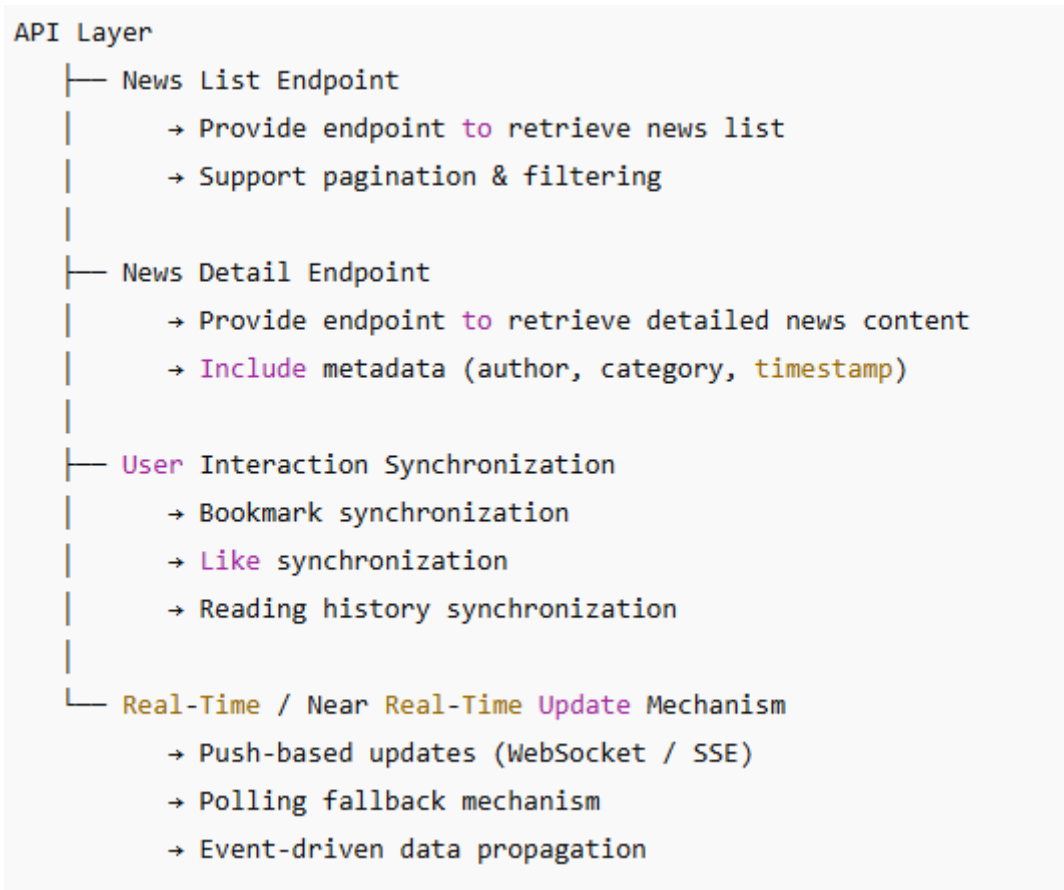 API Layer
├── News List Endpoint
│ → Provide endpoint to retrieve news list
│ → Support pagination & filtering
│
├── News Detail Endpoint
│ → Provide endpoint to retrieve detailed news content
│ → Include metadata (author, category, timestamp)
│
├── User Interaction Synchronization
│ → Bookmark synchronization
│ → Like synchronization
│ → Reading history synchronization
│
└── Real-Time / Near Real-Time Update Mechanism
→ Push-based updates (WebSocket / SSE)
→ Polling fallback mechanism
→ Event-driven data propagation